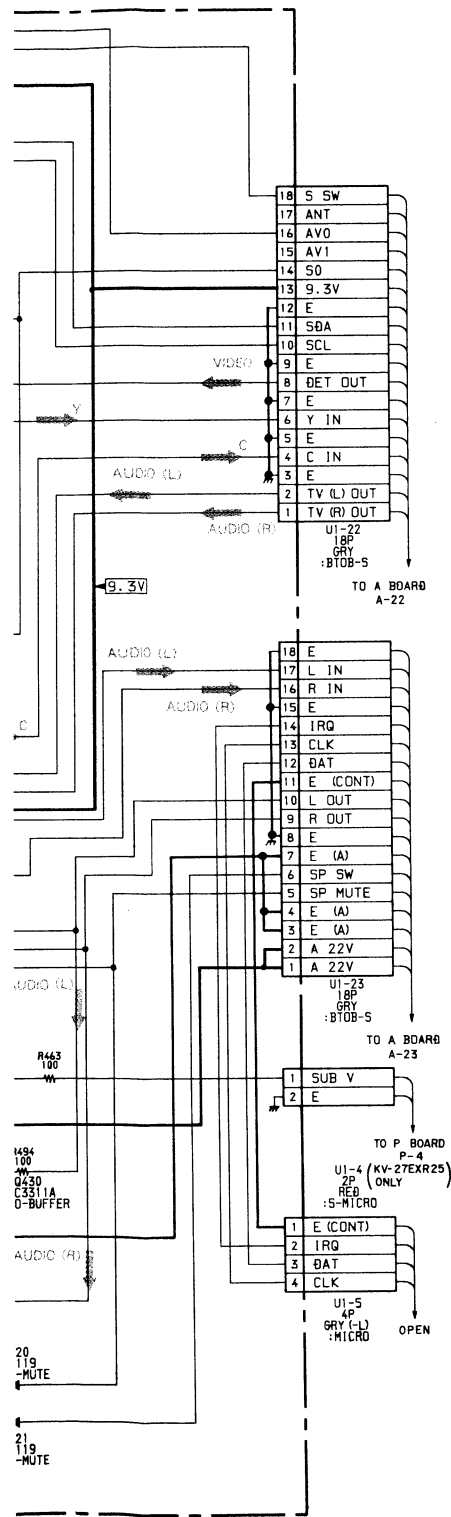 18 S SW
17 ANT
16 AV0
15 AV1
14 S0
13 9.3V
12 E
11 SDA
10 SCL
VIDEO
9 E
8 DET OUT
7 E
Y
6 Y IN
5 E
C
4 C IN
3 E
AUDIO (L)
2 TV (L) OUT
1 TV (R) OUT
AUDIO (R)
U1-22
18P
GRY
:BTOB-S
TO A BOARD
A-22
9.3V
18 E
AUDIO (L)
17 L IN
16 R IN
AUDIO (R)
15 E
14 IRQ
C
13 CLK
12 DAT
11 E (CONT)
10 L OUT
9 R OUT
8 E
7 E (A)
6 SP SW
5 SP MUTE
4 E (A)
3 E (A)
2 A 22V
1 A 22V
UDIO (L)
U1-23
18P
GRY
:BTOB-S
TO A BOARD
A-23
R463
100
1 SUB V
2 E
TO P BOARD
P-4
(KV-27EXR25)
ONLY
U1-4
2P
RED
:S-MICRO
R494
100
Q430
C3311A
O-BUFFER
1 E (CONT)
2 IRQ
3 DAT
4 CLK
AUDIO (R)
U1-5
4P
GRY (-L)
:MICRO
OPEN
20
119
-MUTE
21
119
-MUTE